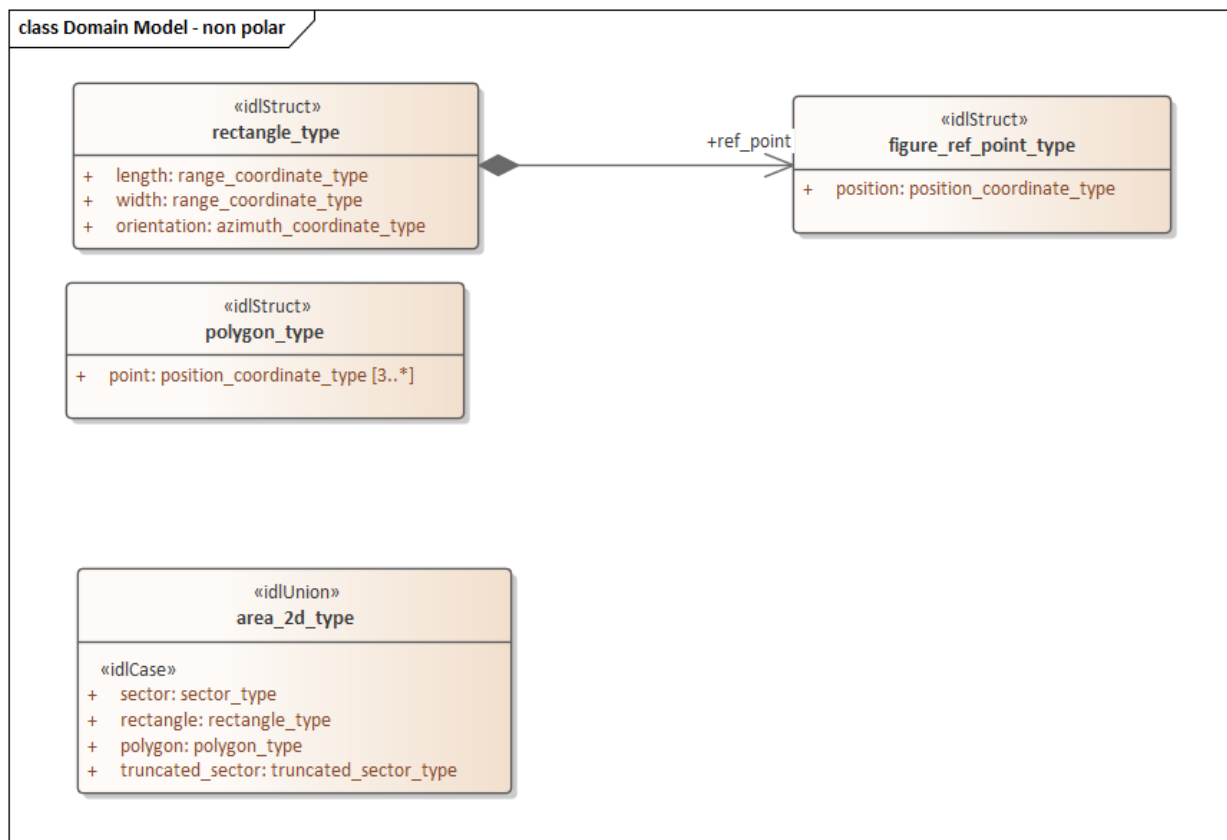 class Domain Model - non polar
«idlStruct»
rectangle_type
+ length: range_coordinate_type
+ width: range_coordinate_type
+ orientation: azimuth_coordinate_type
+ref_point
«idlStruct»
figure_ref_point_type
+ position: position_coordinate_type
«idlStruct»
polygon_type
+ point: position_coordinate_type [3..*]
«idlUnion»
area_2d_type
«idlCase»
+ sector: sector_type
+ rectangle: rectangle_type
+ polygon: polygon_type
+ truncated_sector: truncated_sector_type